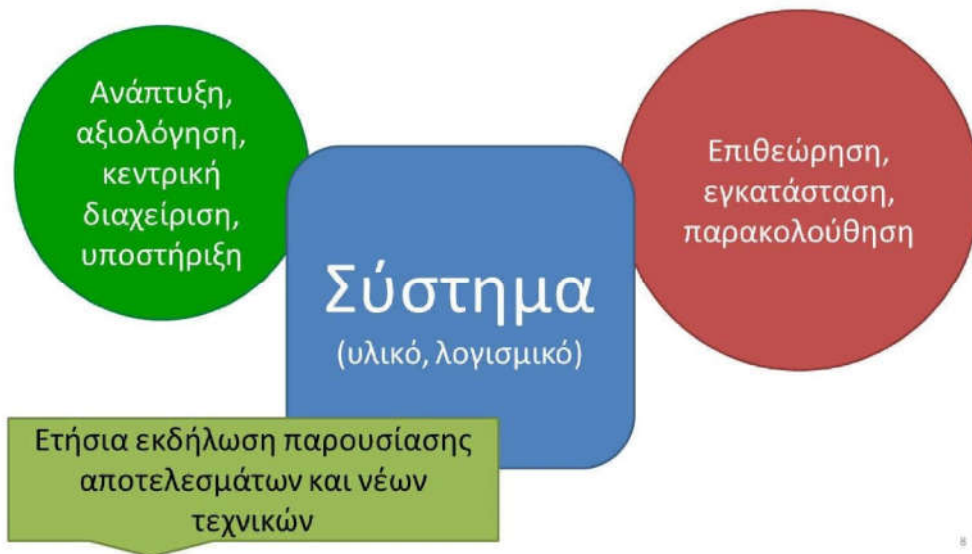 Ανάπτυξη,
αξιολόγηση,
κεντρική
διαχείριση,
υποστήριξη
Επιθεώρηση,
εγκατάσταση,
παρακολούθηση
Σύστημα
(υλικό, λογισμικό)
Ετήσια εκδήλωση παρουσίασης
αποτελεσμάτων και νέων
τεχνικών
8